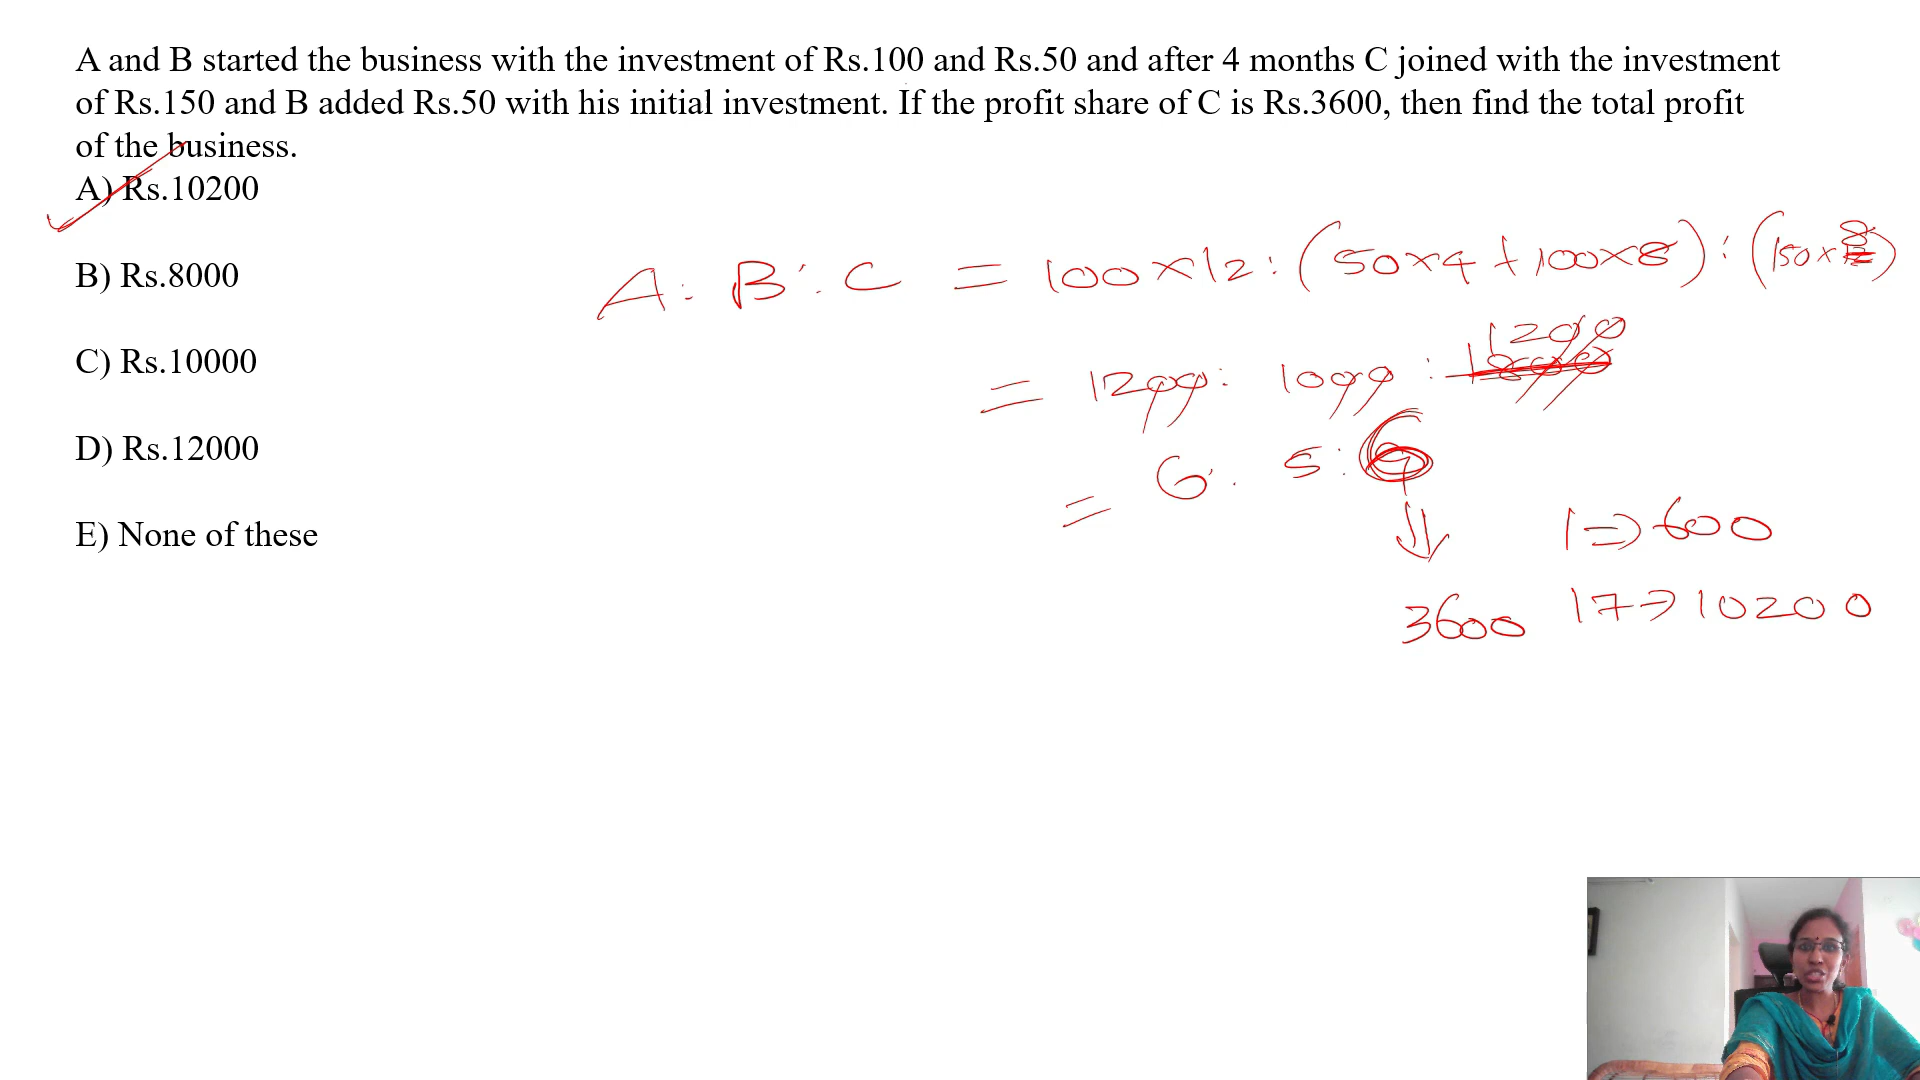 A and B started the business with the investment of Rs.100 and Rs.50 and after 4 months C joined with the investment
of Rs.150 and B added Rs.50 with his initial investment. If the profit share of C is Rs.3600, then find the total profit
of the business.
A) Rs.10200
B) Rs.8000
A : B : C = 100 × 12 : (50×4 + 100×8) : (150 × 8)
C) Rs.10000
= 1200 : 1000 : 1200
D) Rs.12000
= 6 : 5 : 6
E) None of these
1 ⇒ 600
3600
17 ⇒ 10200